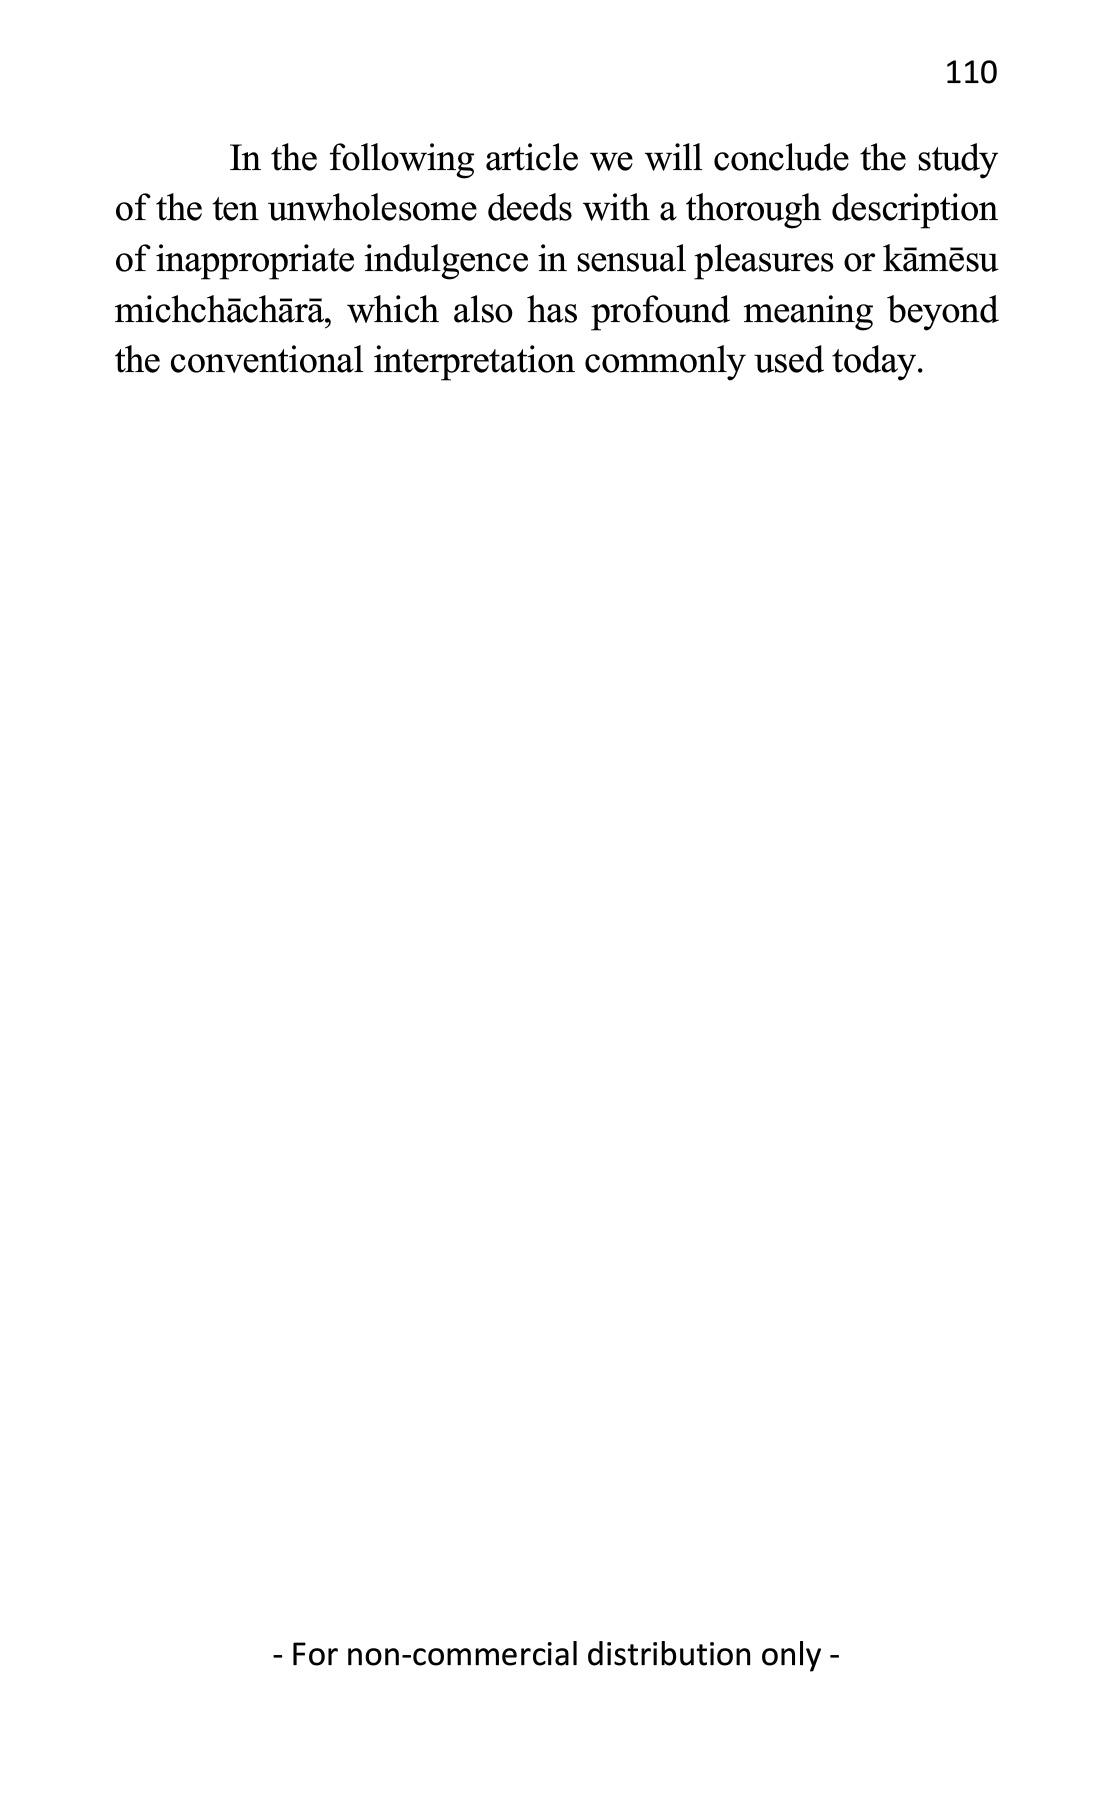 110
In the following article we will conclude the study
of the ten unwholesome deeds with a thorough description
of inappropriate indulgence in sensual pleasures or kāmēsu
michchāchārā, which also has profound meaning beyond
the conventional interpretation commonly used today.
- For non-commercial distribution only -